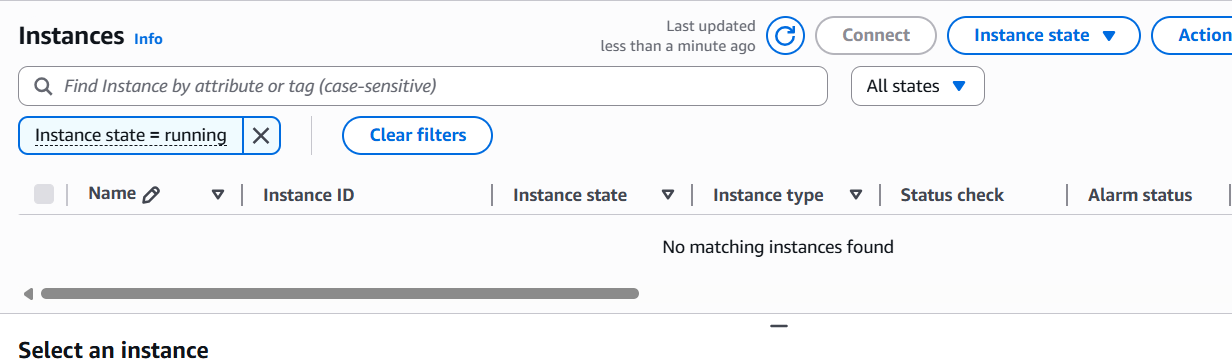 Instances Info
Last updated
less than a minute ago
Connect
Instance state
Action
Find Instance by attribute or tag (case-sensitive)
All states
Instance state = running
Clear filters
Name
Instance ID
Instance state
Instance type
Status check
Alarm status
No matching instances found
Select an instance